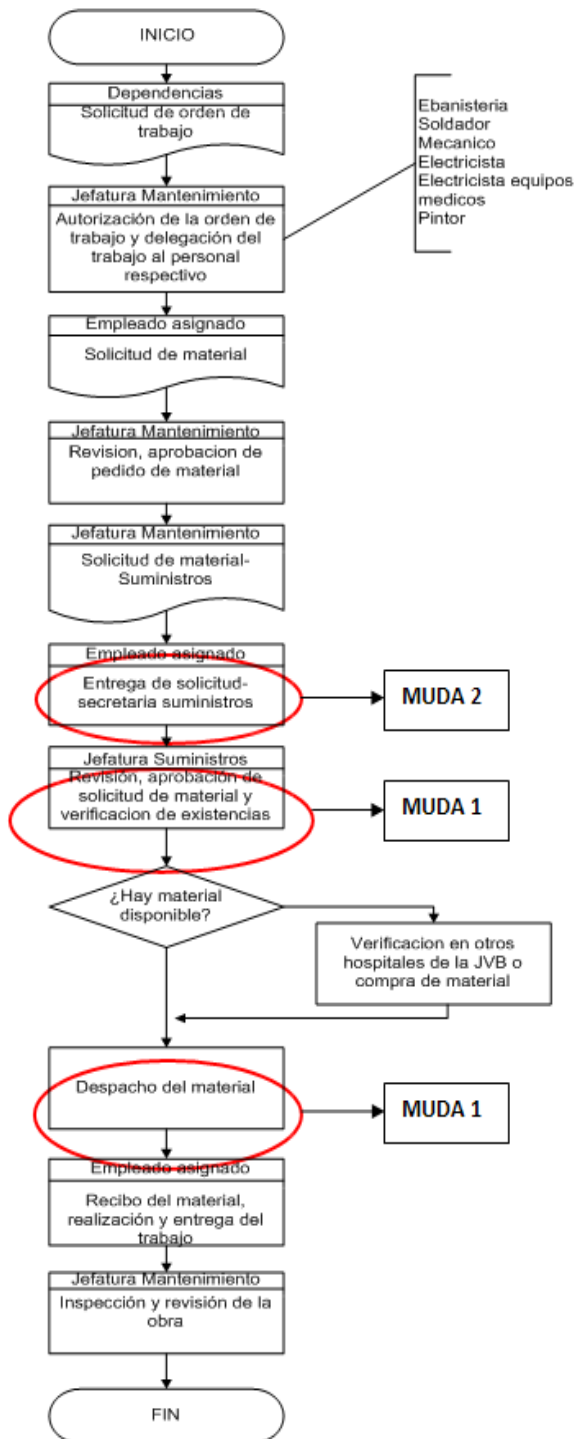 INICIO
Dependencias
Solicitud de orden de
trabajo
Ebanisteria
Soldador
Mecanico
Electricista
Electricista equipos
medicos
Pintor
Jefatura Mantenimiento
Autorización de la orden de
trabajo y delegación del
trabajo al personal
respectivo
Empleado asignado
Solicitud de material
Jefatura Mantenimiento
Revision, aprobacion de
pedido de material
Jefatura Mantenimiento
Solicitud de material-
Suministros
Empleado asignado
Entrega de solicitud-
secretaria suministros
MUDA 2
Jefatura Suministros
Revisión, aprobación de
solicitud de material y
verificacion de existencias
MUDA 1
¿Hay material
disponible?
Verificacion en otros
hospitales de la JVB o
compra de material
Despacho del material
MUDA 1
Empleado asignado
Recibo del material,
realización y entrega del
trabajo
Jefatura Mantenimiento
Inspección y revisión de la
obra
FIN